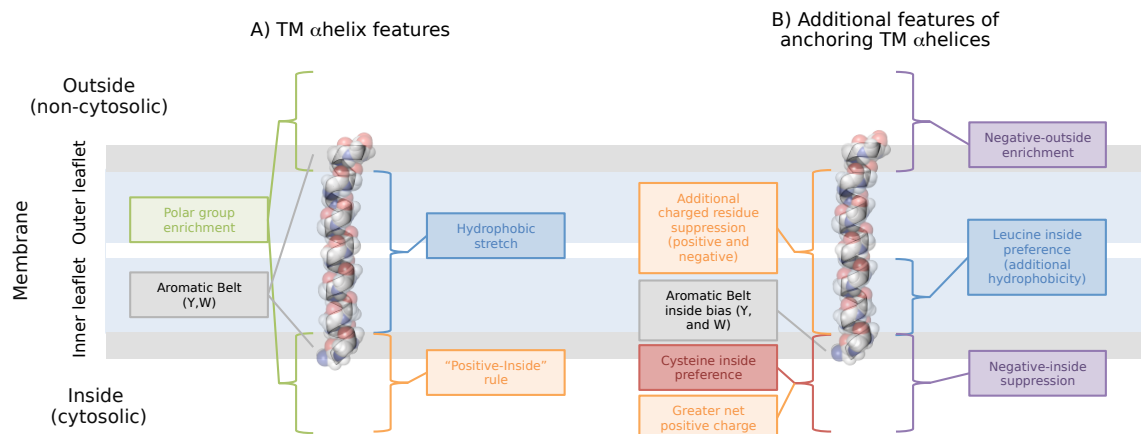 A) TM αhelix features
B) Additional features of
anchoring TM αhelices
Outside
(non-cytosolic)
Membrane
Outer leaflet
Inner leaflet
Inside
(cytosolic)
Polar group
enrichment
Aromatic Belt
(Y,W)
Hydrophobic
stretch
“Positive-Inside”
rule
Additional
charged residue
suppression
(positive and
negative)
Aromatic Belt
inside bias (Y,
and W)
Cysteine inside
preference
Greater net
positive charge
Negative-outside
enrichment
Leucine inside
preference
(additional
hydrophobicity)
Negative-inside
suppression